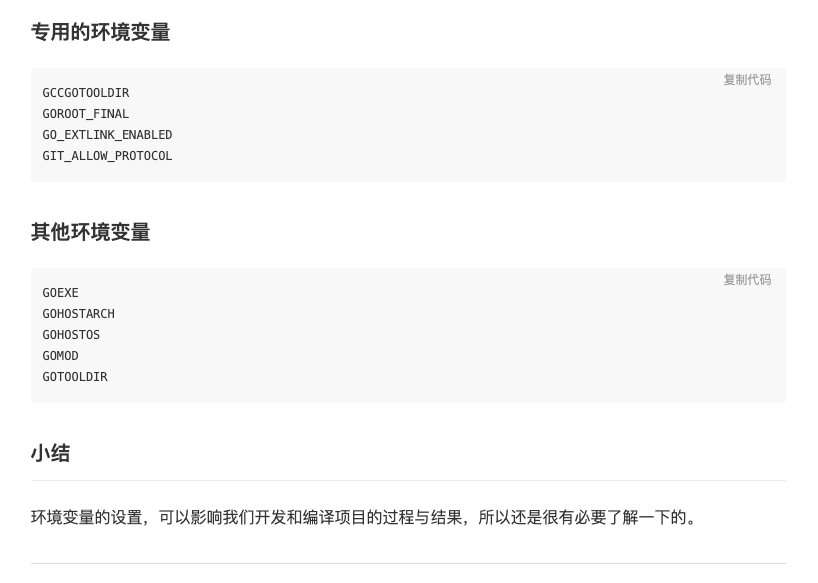 专用的环境变量
复制代码
GCCGOTOOLDIR
GOROOT_FINAL
GO_EXTLINK_ENABLED
GIT_ALLOW_PROTOCOL
其他环境变量
复制代码
GOEXE
GOHOSTARCH
GOHOSTOS
GOMOD
GOTOOLDIR
小结
环境变量的设置，可以影响我们开发和编译项目的过程与结果，所以还是很有必要了解一下的。